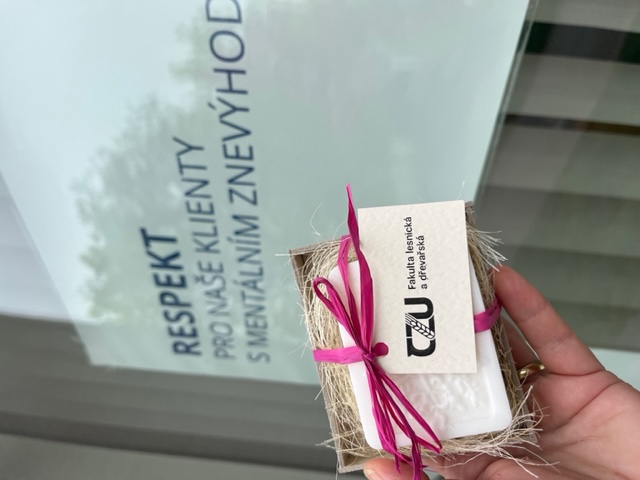 RESPEKT
PRO NAŠE KLIENTY
S MENTÁLNÍM ZNEVÝHOD
ČZU
Fakulta lesnická
a dřevařská